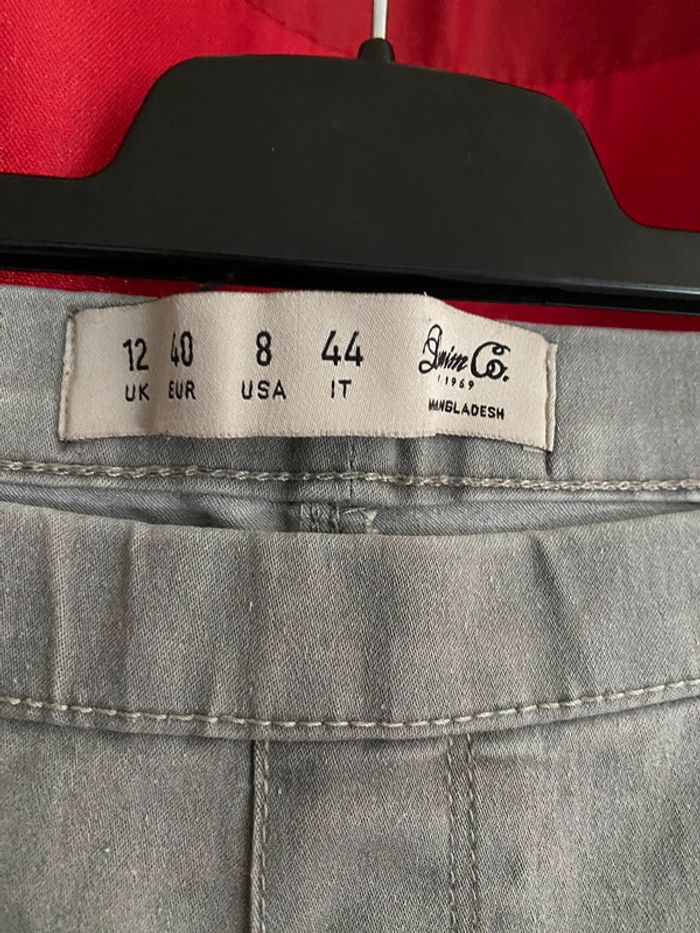 12 40 8 44
UK EUR USA IT
Denim Co.
1969
BANGLADESH